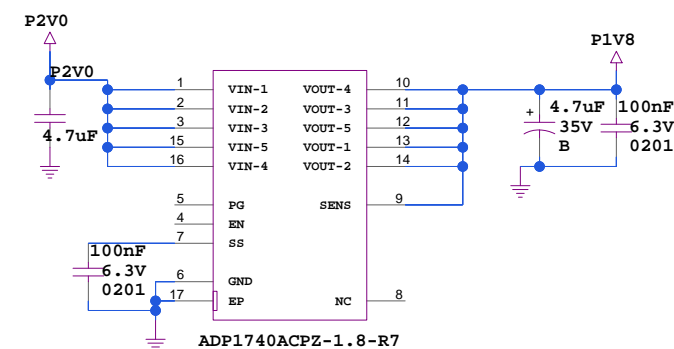 P2V0
P1V8
P2V0
4.7uF
1 VIN-1 VOUT-4 10
2 VIN-2 VOUT-3 11
3 VIN-3 VOUT-5 12
15 VIN-5 VOUT-1 13
16 VIN-4 VOUT-2 14
5 PG SENS 9
4 EN
7 SS
6 GND
17 EP NC 8
+ 4.7uF
35V
B
100nF
6.3V
0201
100nF
6.3V
0201
ADP1740ACPZ-1.8-R7